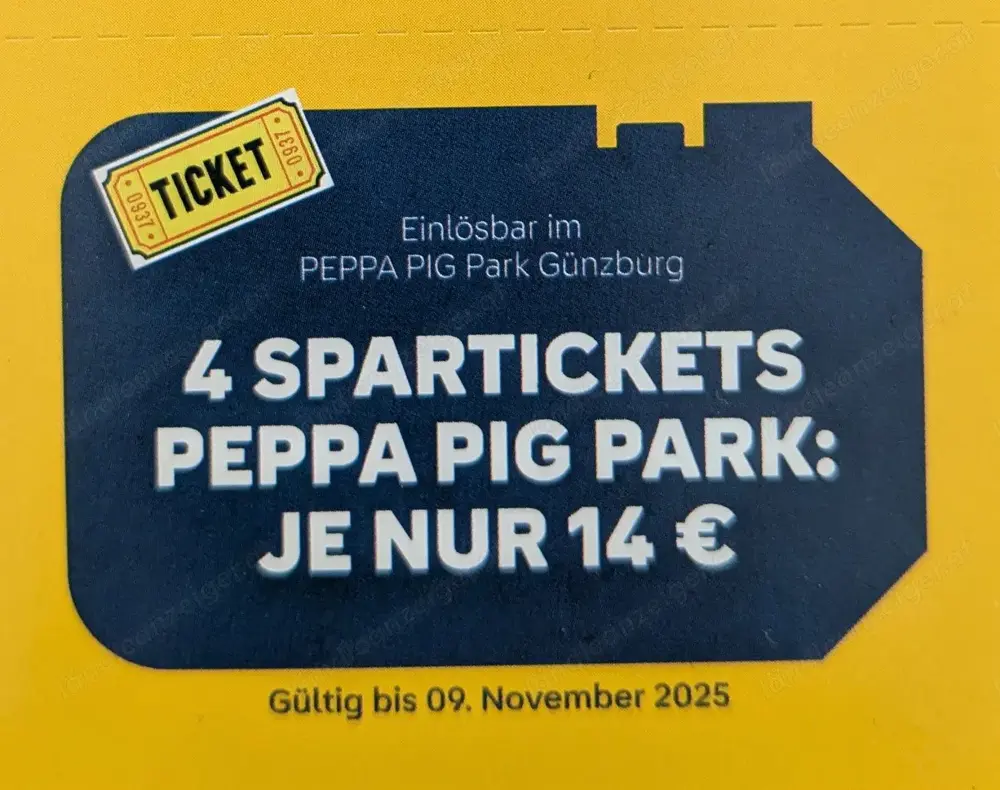 TICKET
0937
0937
Einlösbar im
PEPPA PIG Park Günzburg
4 SPARTICKETS
PEPPA PIG PARK:
JE NUR 14 €
Gültig bis 09. November 2025